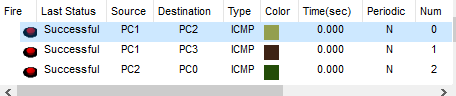 Fire Last Status Source Destination Type Color Time(sec) Periodic Num
Successful PC1 PC2 ICMP 0.000 N 0
Successful PC1 PC3 ICMP 0.000 N 1
Successful PC2 PC0 ICMP 0.000 N 2